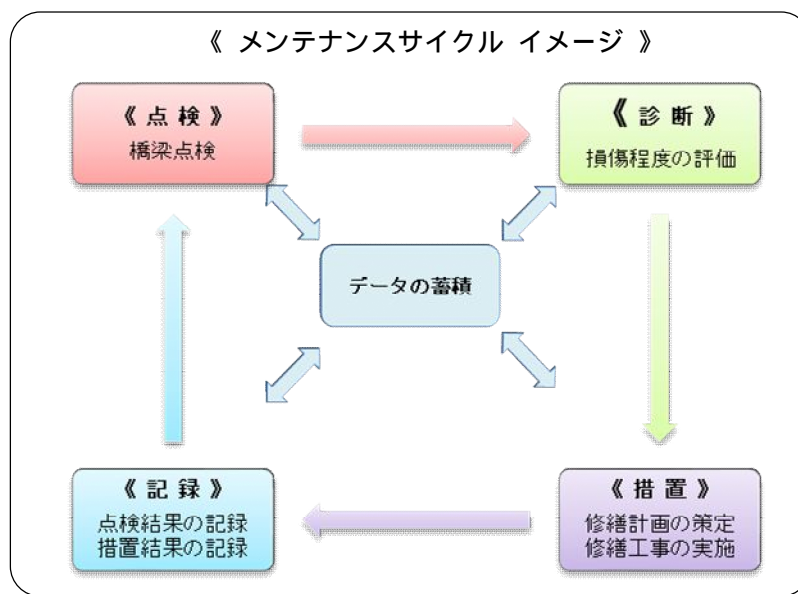 《 メンテナンスサイクル イメージ 》
《 点 検 》
橋梁点検
《 診 断 》
損傷程度の評価
データの蓄積
《 記 録 》
点検結果の記録
措置結果の記録
《 措 置 》
修繕計画の策定
修繕工事の実施